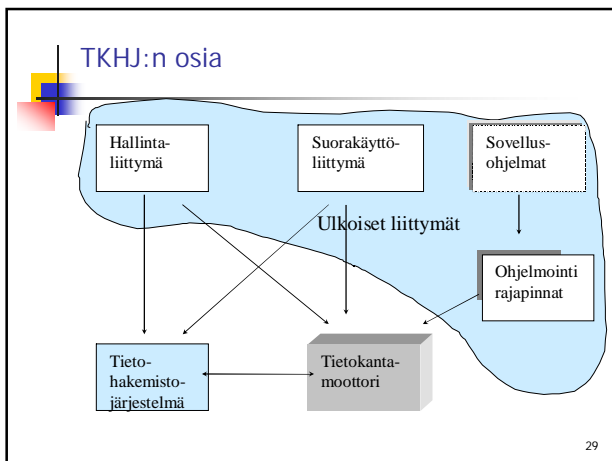 TKHJ:n osia
Hallinta-
liittymä
Suorakäyttö-
liittymä
Sovellus-
ohjelmat
Ulkoiset liittymät
Ohjelmointi
rajapinnat
Tieto-
hakemisto-
järjestelmä
Tietokanta-
moottori
29